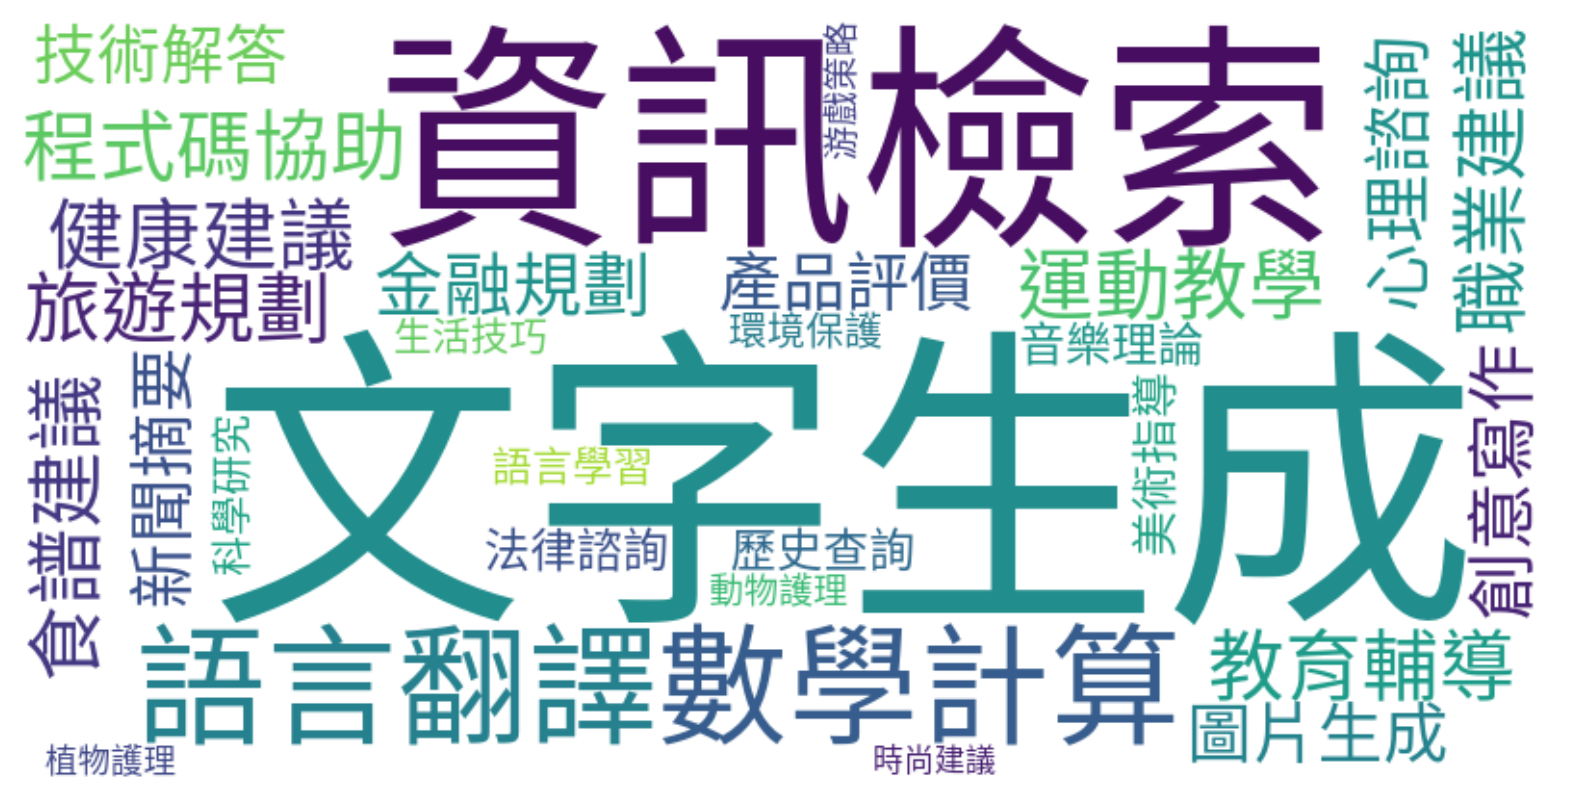 技術解答
資訊檢索
游戲策略
心理諮詢
職業建議
程式碼協助
健康建議
旅遊規劃
金融規劃
產品評價
運動教學
生活技巧
環境保護
音樂理論
文字生成
食譜建議
新聞摘要
科學研究
語言學習
美術指導
創意寫作
法律諮詢
歷史查詢
動物護理
語言翻譯
數學計算
教育輔導
圖片生成
植物護理
時尚建議